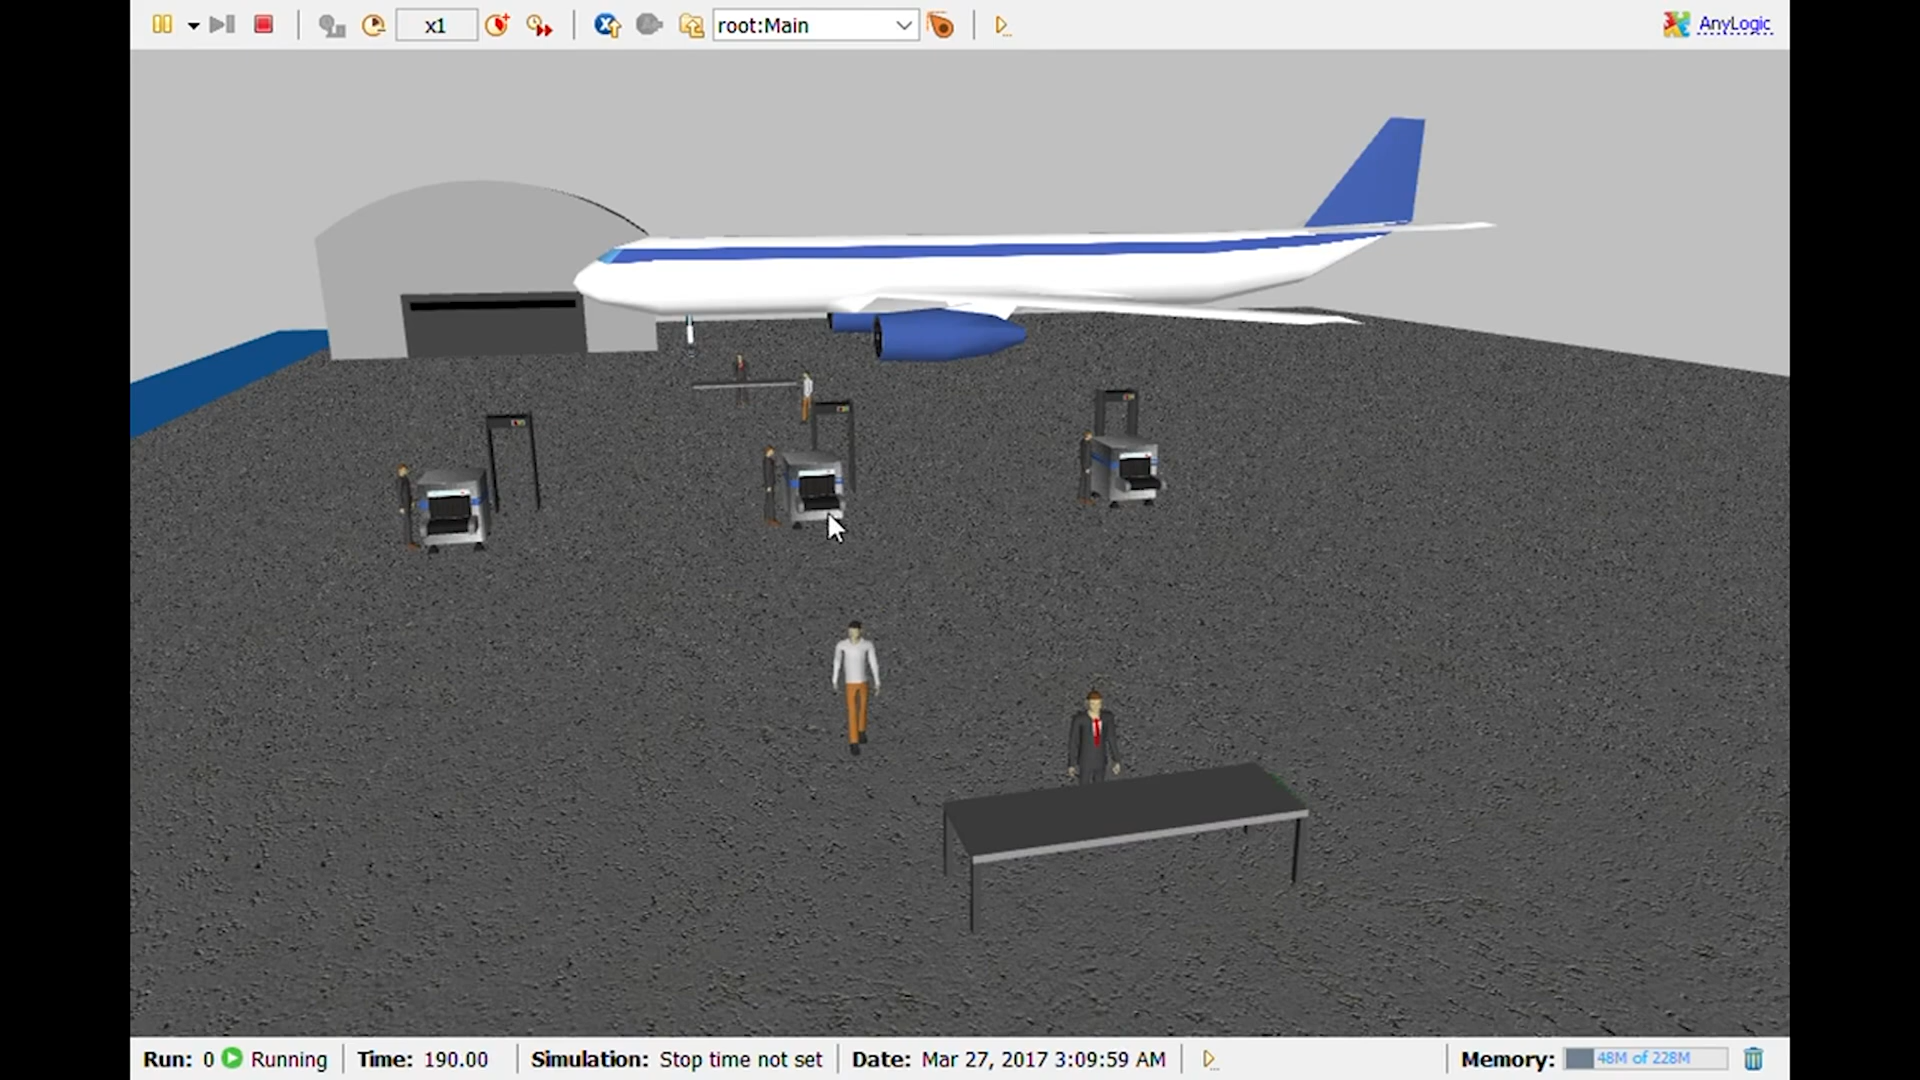 x1 root:Main AnyLogic
Run: 0 Running Time: 190.00 Simulation: Stop time not set Date: Mar 27, 2017 3:09:59 AM Memory: 48M of 228M